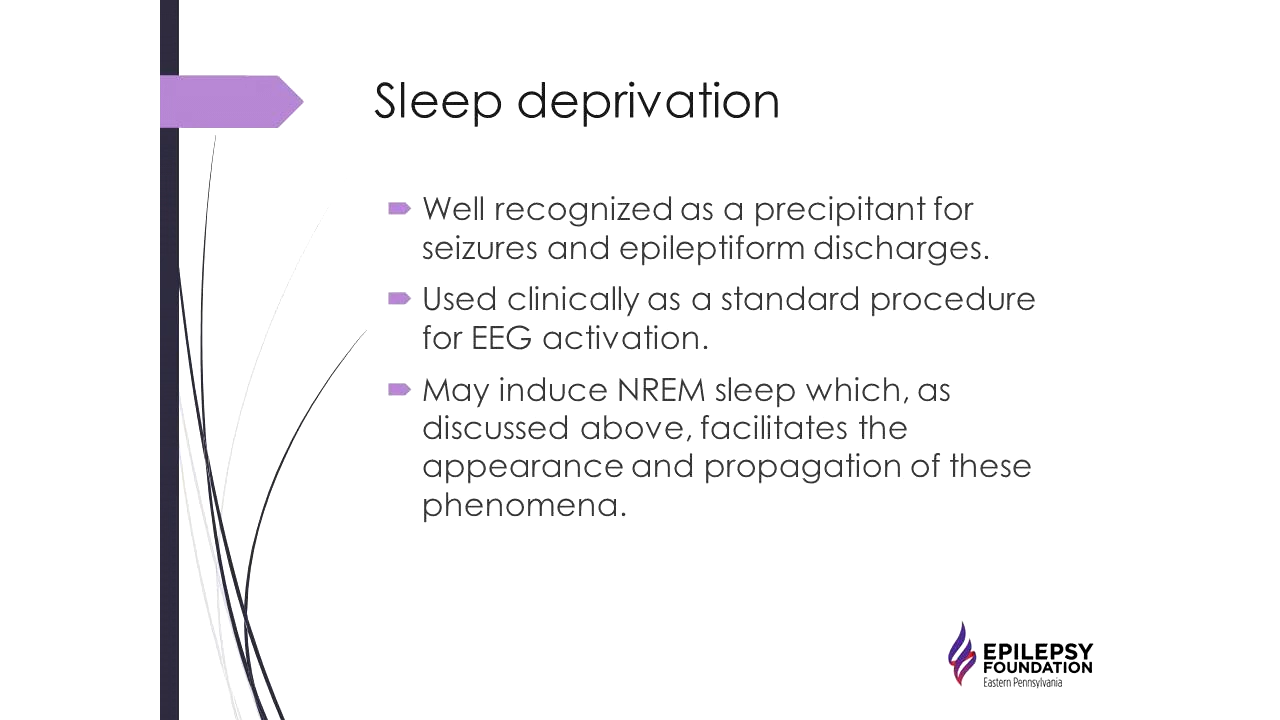 Sleep deprivation
Well recognized as a precipitant for
seizures and epileptiform discharges.
Used clinically as a standard procedure
for EEG activation.
May induce NREM sleep which, as
discussed above, facilitates the
appearance and propagation of these
phenomena.
EPILEPSY
FOUNDATION
Eastern Pennsylvania